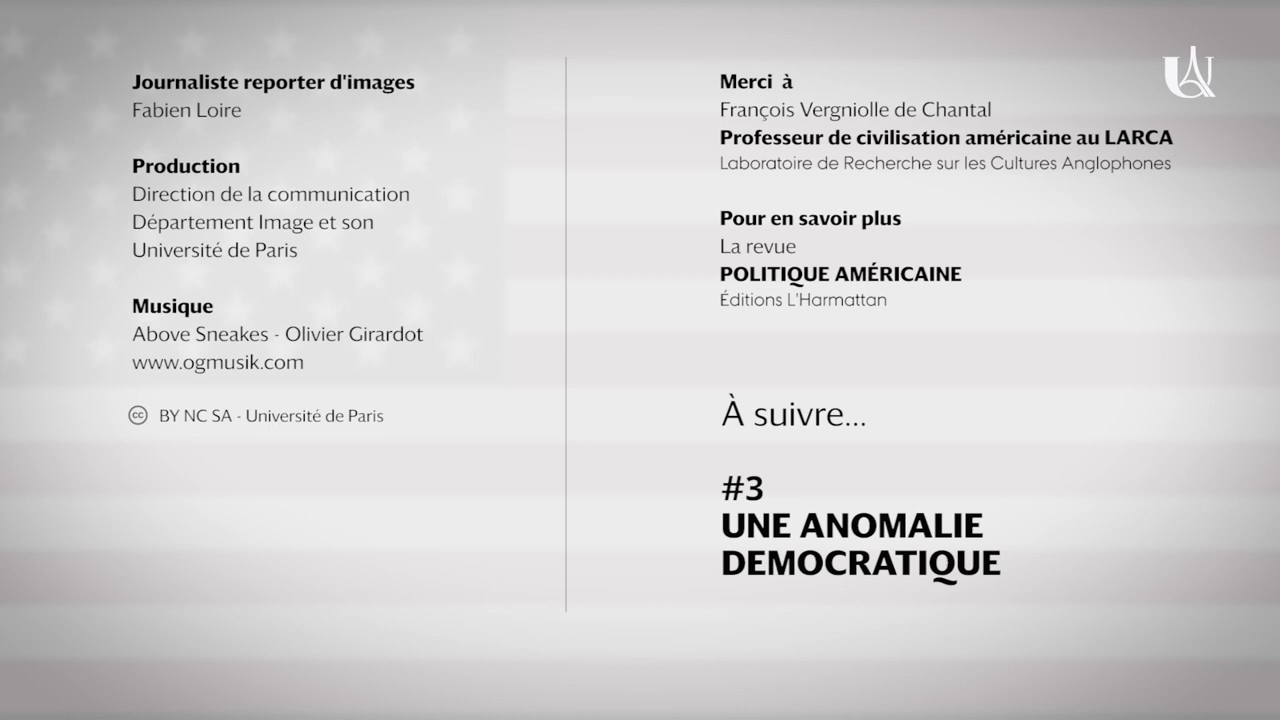 Journaliste reporter d'images
Fabien Loire
Production
Direction de la communication
Département Image et son
Université de Paris
Musique
Above Sneakes - Olivier Girardot
www.ogmusik.com
cc BY NC SA - Université de Paris
Merci à
François Vergniolle de Chantal
Professeur de civilisation américaine au LARCA
Laboratoire de Recherche sur les Cultures Anglophones
Pour en savoir plus
La revue
POLITIQUE AMÉRICAINE
Éditions L'Harmattan
À suivre...
#3
UNE ANOMALIE
DEMOCRATIQUE